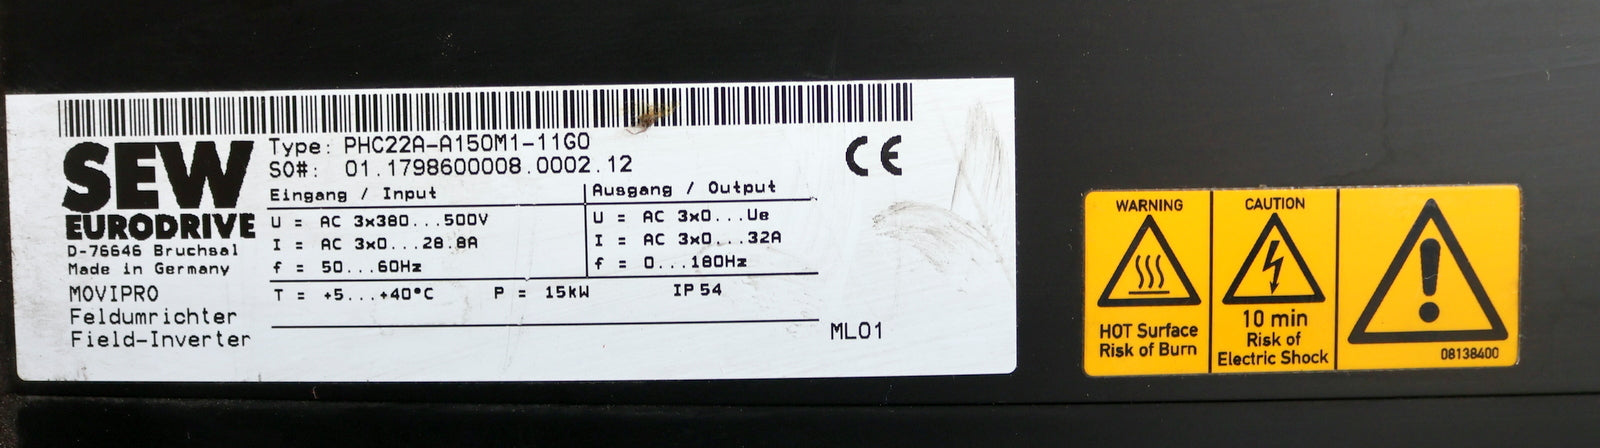 SEW
EURODRIVE
D-76646 Bruchsal
Made in Germany
MOVIPRO
Feldumrichter
Field-Inverter
Type: PHC22A-A150M1-11G0
SO#: 01.1798600008.0002.12
Eingang / Input
U = AC 3x380...500V
I = AC 3x0...28.8A
f = 50...60Hz
Ausgang / Output
U = AC 3x0...Ue
I = AC 3x0...32A
f = 0...180Hz
T = +5...+40°C P = 15kW IP54
CE
ML01
WARNING
HOT Surface
Risk of Burn
CAUTION
10 min
Risk of
Electric Shock
08138400